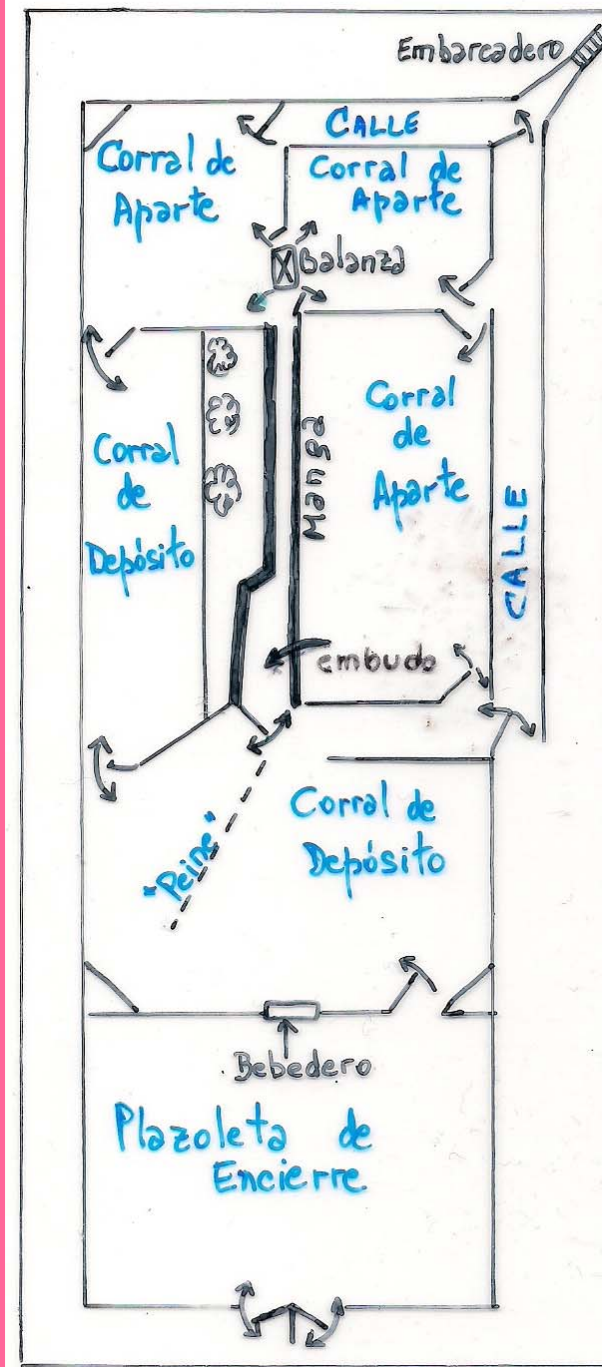 Embarcadero
CALLE
Corral de
Aparte
Corral de
Aparte
Balanza
Corral
de
Depósito
Manga
Corral
de
Aparte
CALLE
embudo
"Peine"
Corral de
Depósito
Bebedero
Plazoleta de
Encierre